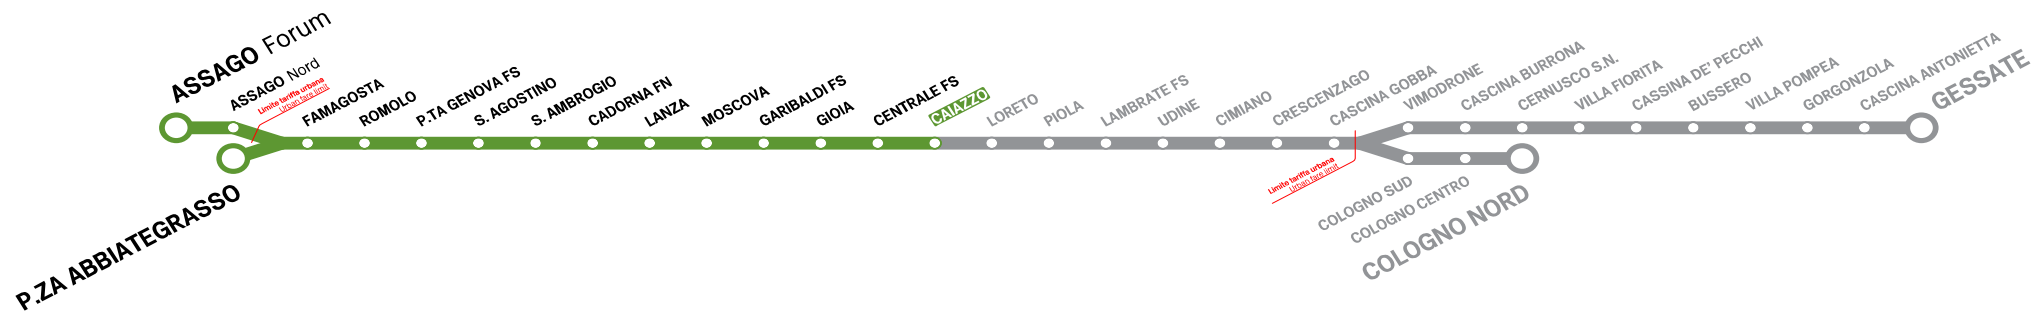 ASSAGO Forum
ASSAGO Nord
Limite tariffa urbana
Urban fare limit
P.ZA ABBIATEGRASSO
FAMAGOSTA
ROMOLO
P.TA GENOVA FS
S. AGOSTINO
S. AMBROGIO
CADORNA FN
LANZA
MOSCOVA
GARIBALDI FS
GIOIA
CENTRALE FS
CAIAZZO
LORETO
PIOLA
LAMBRATE FS
UDINE
CIMIANO
CRESCENZAGO
CASCINA GOBBA
Limite tariffa urbana
Urban fare limit
VIMODRONE
CASCINA BURRONA
CERNUSCO S.N.
VILLA FIORITA
CASSINA DE' PECCHI
BUSSERO
VILLA POMPEA
GORGONZOLA
CASCINA ANTONIETTA
GESSATE
COLOGNO SUD
COLOGNO CENTRO
COLOGNO NORD